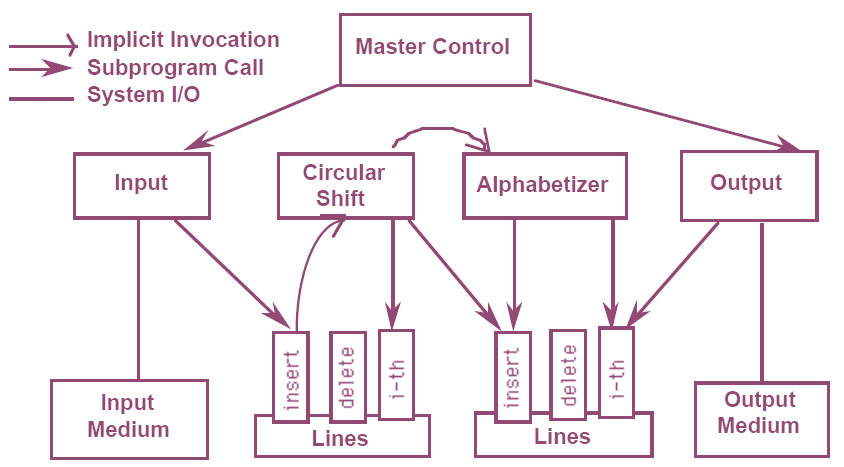 Implicit Invocation
Subprogram Call
System I/O
Master Control
Input
Circular
Shift
Alphabetizer
Output
insert
delete
i-th
insert
delete
i-th
Input
Medium
Lines
Lines
Output
Medium